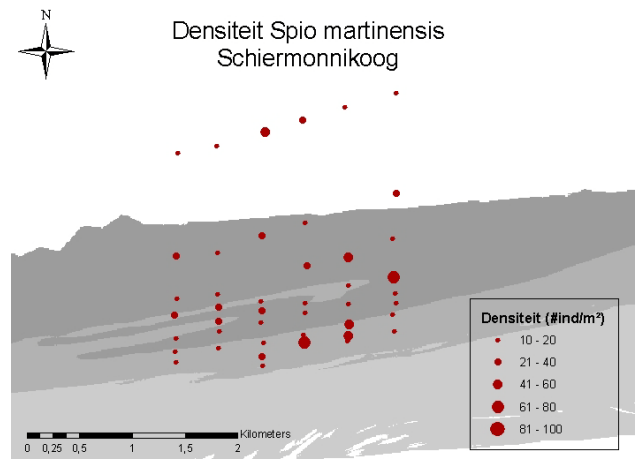 N
Densiteit Spio martinensis
Schiermonnikoog
Densiteit (#ind/m²)
10 - 20
21 - 40
41 - 60
61 - 80
81 - 100
Kilometers
0 0,25 0,5 1 1,5 2